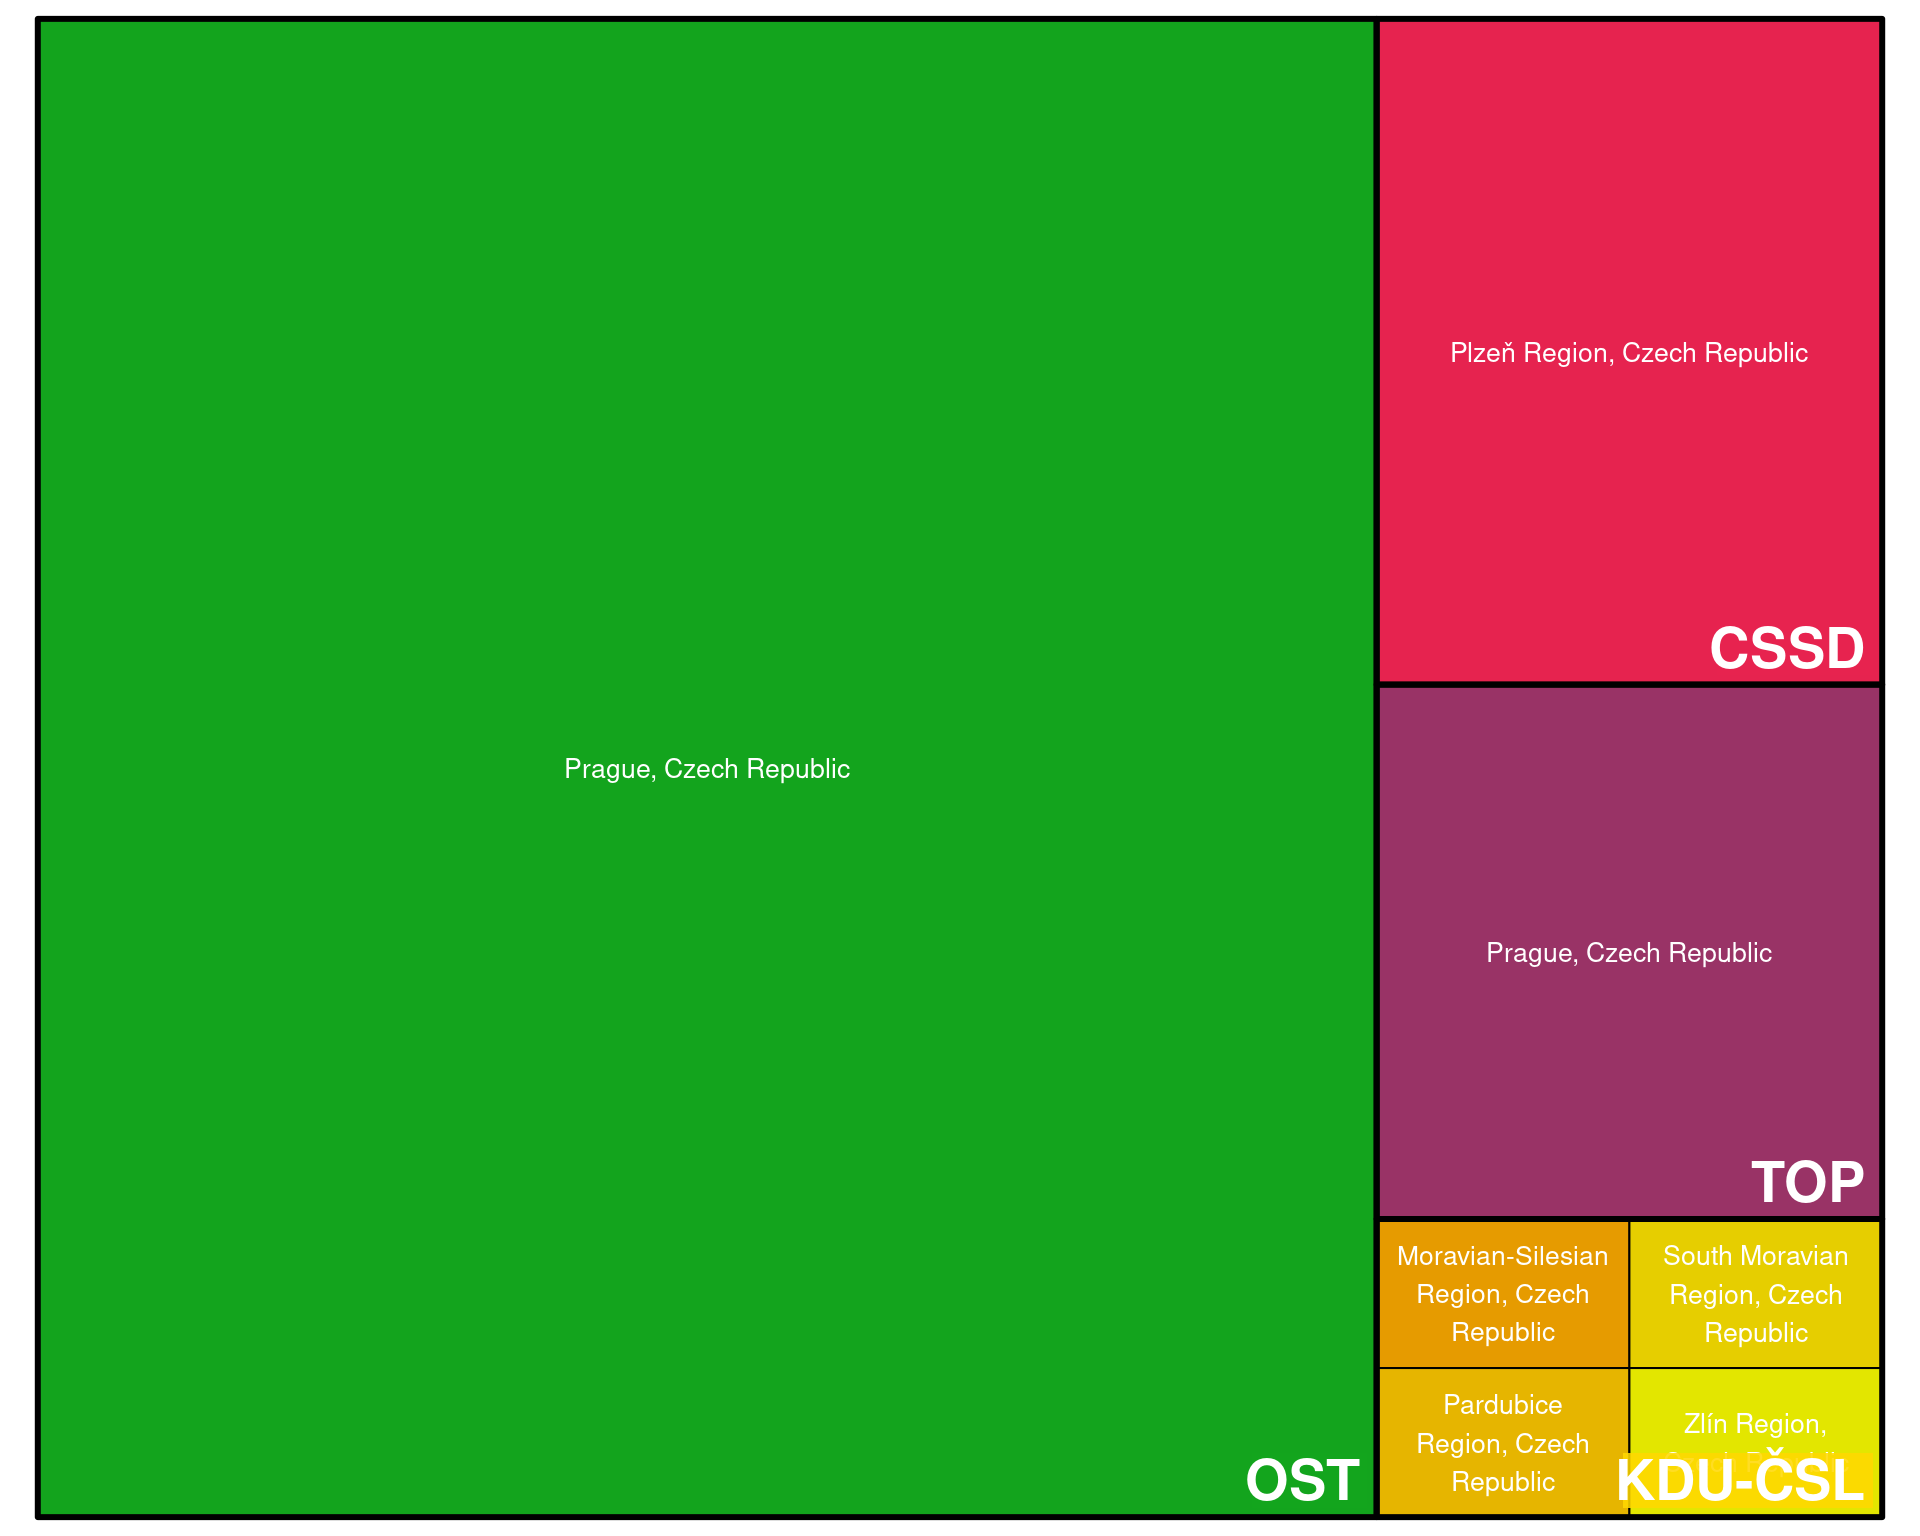 Prague, Czech Republic
OST
Plzeň Region, Czech Republic
CSSD
Prague, Czech Republic
TOP
Moravian-Silesian
Region, Czech
Republic
South Moravian
Region, Czech
Republic
Pardubice
Region, Czech
Republic
Zlín Region,
KDU-ČSL